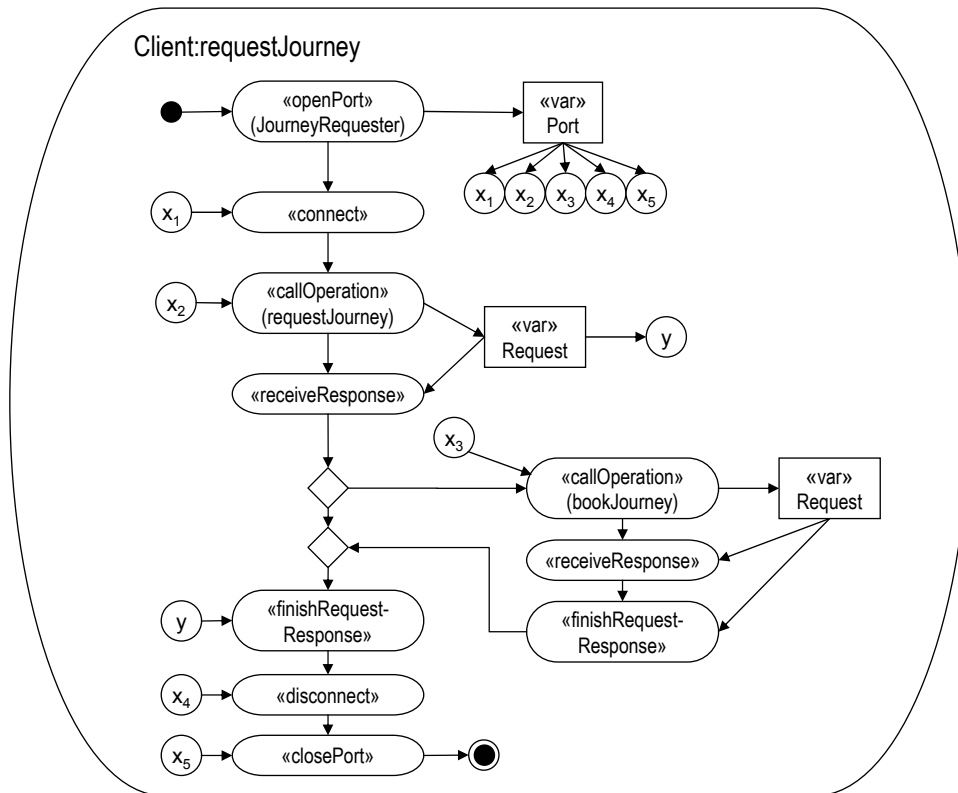 Client:requestJourney
«openPort»
(JourneyRequester)
«var»
Port
x₁ x₂ x₃ x₄ x₅
x₁
«connect»
x₂
«callOperation»
(requestJourney)
«var»
Request
y
«receiveResponse»
x₃
«callOperation»
(bookJourney)
«var»
Request
«receiveResponse»
«finishRequest-
Response»
y
«finishRequest-
Response»
x₄
«disconnect»
x₅
«closePort»